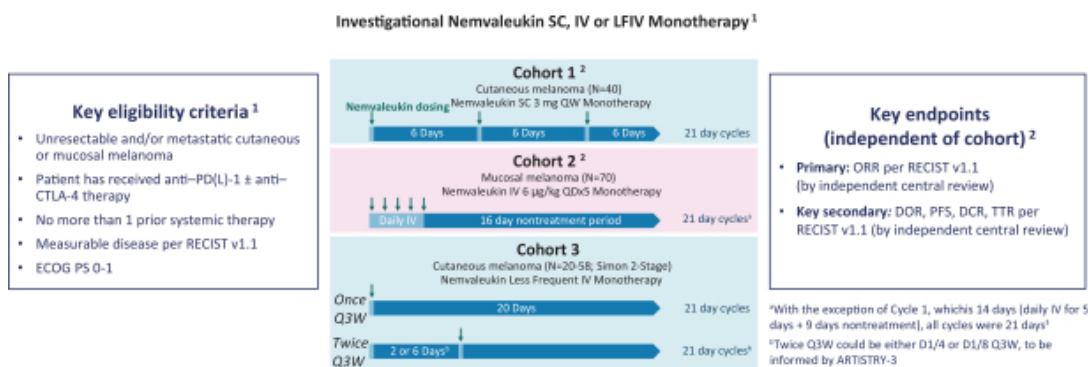 Investigational Nemvaleukin SC, IV or LFIV Monotherapy 1
Key eligibility criteria 1
• Unresectable and/or metastatic cutaneous
or mucosal melanoma
• Patient has received anti–PD(L)-1 ± anti–
CTLA-4 therapy
• No more than 1 prior systemic therapy
• Measurable disease per RECIST v1.1
• ECOG PS 0-1
Cohort 1 2
Cutaneous melanoma (N=40)
Nemvaleukin dosing
Nemvaleukin SC 3 mg QW Monotherapy
6 Days
6 Days
6 Days
21 day cycles
Cohort 2 2
Mucosal melanoma (N=70)
Nemvaleukin IV 6 μg/kg QDx5 Monotherapy
Daily IV
16 day nontreatment period
21 day cyclesa
Cohort 3
Cutaneous melanoma (N=20-58; Simon 2-Stage)
Nemvaleukin Less Frequent IV Monotherapy
Once
Q3W
20 Days
21 day cycles
Twice
Q3W
2 or 6 Daysb
21 day cyclesb
Key endpoints
(independent of cohort) 2
• Primary: ORR per RECIST v1.1
(by independent central review)
• Key secondary: DOR, PFS, DCR, TTR per
RECIST v1.1 (by independent central review)
aWith the exception of Cycle 1, whichis 14 days (daily IV for 5
days + 9 days nontreatment), all cycles were 21 days
bTwice Q3W could be either D1/4 or D1/8 Q3W, to be
informed by ARTISTRY-3